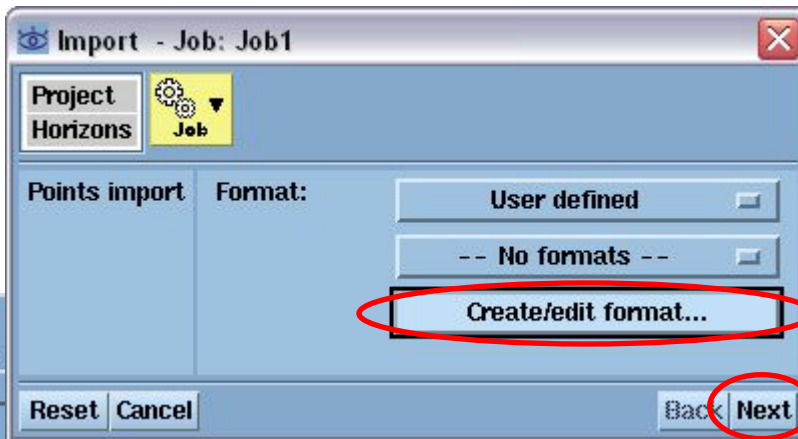 Import - Job: Job1
Project
Horizons
Job
Points import
Format:
User defined
-- No formats --
Create/edit format...
Reset Cancel Back Next